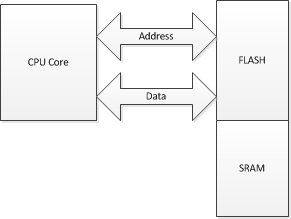 Address
CPU Core
FLASH
Data
SRAM